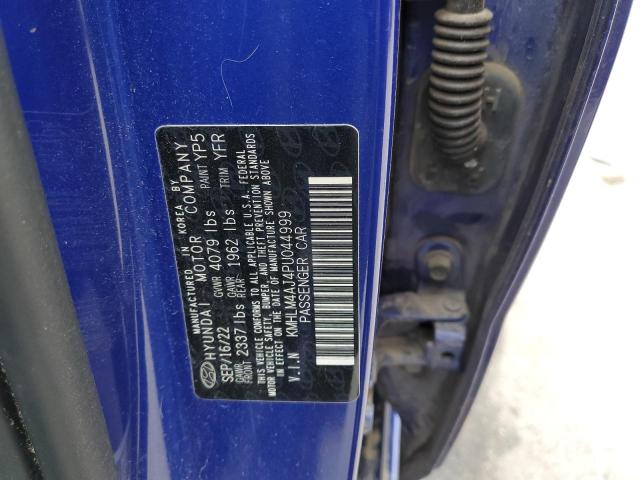 MANUFACTURED IN KOREA BY
HYUNDAI MOTOR COMPANY
SEP/16/22 GVWR 4079 lbs PAINT YP5
GAWR FRONT 2337 lbs GAWR REAR 1962 lbs TRIM YFR
THIS VEHICLE CONFORMS TO ALL APPLICABLE U.S.A. FEDERAL
MOTOR VEHICLE SAFETY, BUMPER, AND THEFT PREVENTION STANDARDS
IN EFFECT ON THE DATE OF MANUFACTURE SHOWN ABOVE
V.I.N KMHLM4AJ4PU044999
PASSENGER CAR